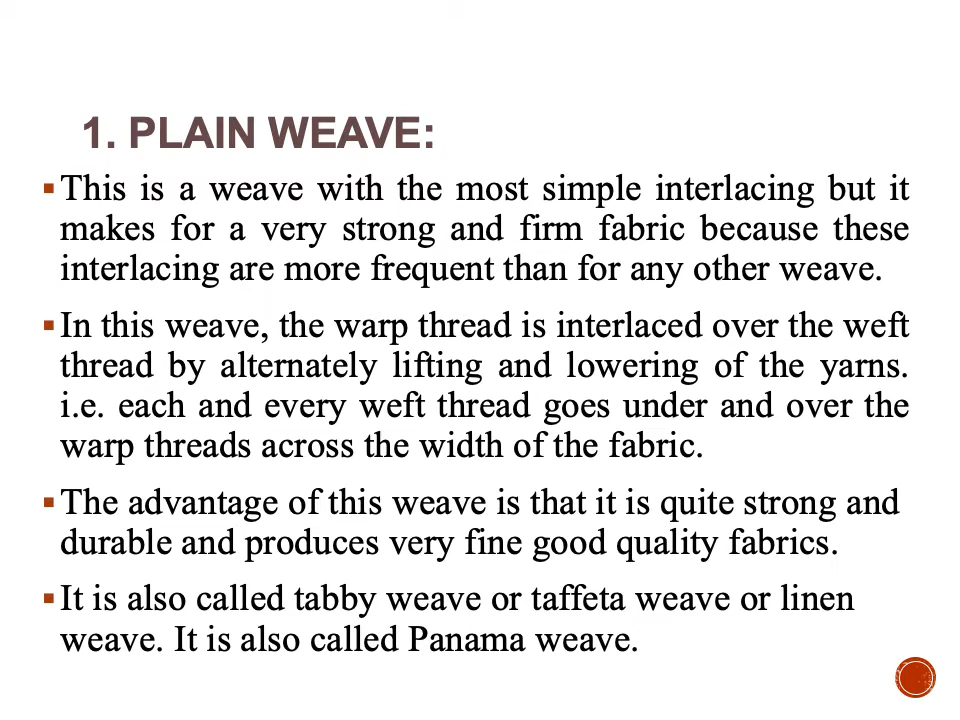 1. PLAIN WEAVE:
▪This is a weave with the most simple interlacing but it
makes for a very strong and firm fabric because these
interlacing are more frequent than for any other weave.
▪In this weave, the warp thread is interlaced over the weft
thread by alternately lifting and lowering of the yarns.
i.e. each and every weft thread goes under and over the
warp threads across the width of the fabric.
▪The advantage of this weave is that it is quite strong and
durable and produces very fine good quality fabrics.
▪It is also called tabby weave or taffeta weave or linen
weave. It is also called Panama weave.